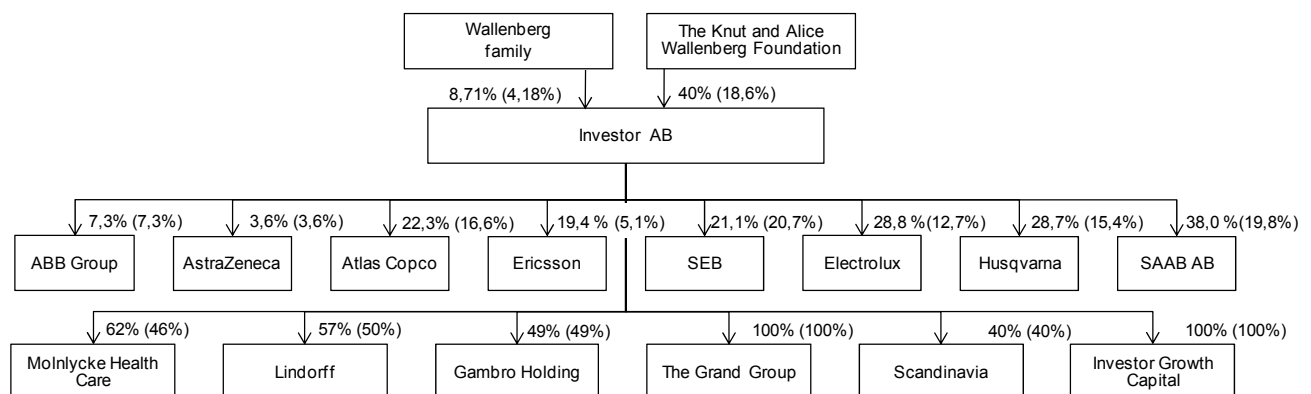 Wallenberg
family
The Knut and Alice
Wallenberg Foundation
8,71% (4,18%)
40% (18,6%)
Investor AB
7,3% (7,3%)
3,6% (3,6%)
22,3% (16,6%)
19,4 % (5,1%)
21,1% (20,7%)
28,8 %(12,7%)
28,7% (15,4%)
38,0 %(19,8%)
ABB Group
AstraZeneca
Atlas Copco
Ericsson
SEB
Electrolux
Husqvarna
SAAB AB
62% (46%)
57% (50%)
49% (49%)
100% (100%)
40% (40%)
100% (100%)
Molnlycke Health
Care
Lindorff
Gambro Holding
The Grand Group
Scandinavia
Investor Growth
Capital